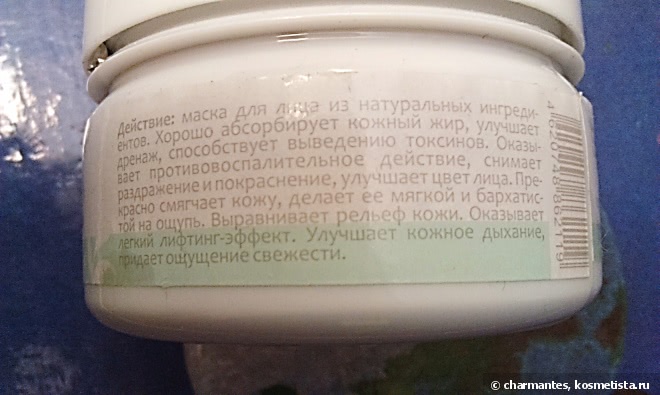 Действие: маска для лица из натуральных ингреди-
ентов. Хорошо абсорбирует кожный жир, улучшает
дренаж, способствует выведению токсинов. Оказы-
вает противовоспалительное действие, снимает
раздражение и покраснение, улучшает цвет лица. Пре-
красно смягчает кожу, делает ее мягкой и бархатис-
той на ощупь. Выравнивает рельеф кожи. Оказывает
легкий лифтинг-эффект. Улучшает кожное дыхание,
придает ощущение свежести.
© charmantes, kosmetista.ru